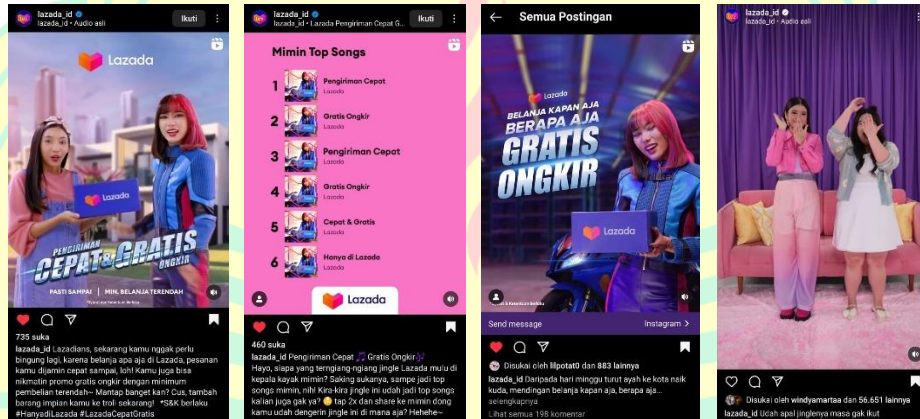 lazada_id
lazada_id • Audio asli
Ikuti
Lazada
Lazada
PENGIRIMAN
CEPAT & GRATIS
ONGKIR
PASTI SAMPAI | MIN. BELANJA TERENDAH
735 suka
lazada_id Lazadians, sekarang kamu nggak perlu
bingung lagi, karena belanja apa aja di Lazada, pesanan
kamu dijamin cepat sampai, loh! Kamu juga bisa
nikmatin promo gratis ongkir dengan minimum
pembelian terendah~ Mantap banget kan? Cus, tambah
barang impian kamu ke troli sekarang! *S&K berlaku
#HanyadiLazada #LazadaCepatGratis
lazada_id
lazada_id • Lazada Pengiriman Cepat G...
Ikuti
Mimin Top Songs
1 Pengiriman Cepat
Lazada
2 Gratis Ongkir
Lazada
3 Pengiriman Cepat
Lazada
4 Gratis Ongkir
Lazada
5 Cepat & Gratis
Lazada
6 Hanya di Lazada
Lazada
Lazada
460 suka
lazada_id Pengiriman Cepat 🎵 Gratis Ongkir🎶
Hayo, siapa yang terngiang-ngiang jingle Lazada mulu di
kepala kayak mimin? Saking sukanya, sampe jadi top
songs mimin, nih! Kira-kira jingle ini udah jadi top songs
kalian juga gak ya? 😌 tap 2x dan share ke mimin dong
kamu udah dengerin jingle ini di mana aja? Hehehe~
Semua Postingan
Lazada
BELANJA KAPAN AJA
BERAPA AJA
GRATIS
ONGKIR
Lazada
Send message
Instagram >
Disukai oleh lilpotat0 dan 883 lainnya
lazada_id Daripada hari minggu turut ayah ke kota naik
kuda, mendingan belanja kapan aja, berapa aja...
selengkapnya
Lihat semua 198 komentar
lazada_id
lazada_id • Audio asli
Disukai oleh windymartaa dan 56.651 lainnya
lazada_id Udah apal jinglenya masa gak ikut